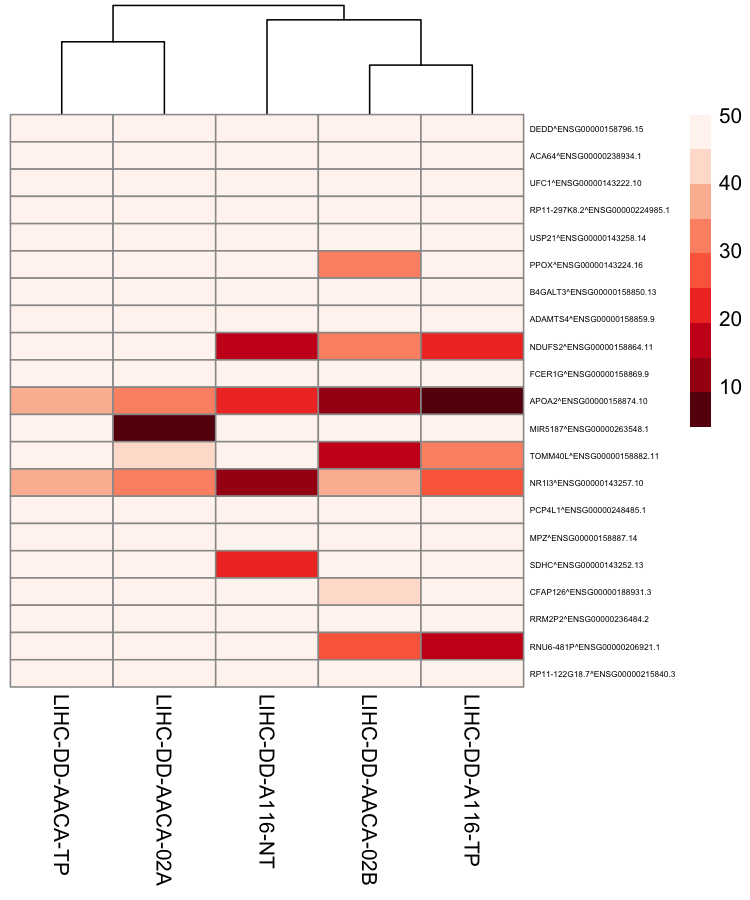 50
40
30
20
10
DEDD^ENSG00000158796.15
ACA64^ENSG00000238934.1
UFC1^ENSG00000143222.10
RP11-297K8.2^ENSG00000224985.1
USP21^ENSG00000143258.14
PPOX^ENSG00000143224.16
B4GALT3^ENSG00000158850.13
ADAMTS4^ENSG00000158859.9
NDUFS2^ENSG00000158864.11
FCER1G^ENSG00000158869.9
APOA2^ENSG00000158874.10
MIR5187^ENSG00000263548.1
TOMM40L^ENSG00000158882.11
NR1I3^ENSG00000143257.10
PCP4L1^ENSG00000248485.1
MPZ^ENSG00000158887.14
SDHC^ENSG00000143252.13
CFAP126^ENSG00000188931.3
RRM2P2^ENSG00000236484.2
RNU6-481P^ENSG00000206921.1
RP11-122G18.7^ENSG00000215840.3
LIHC-DD-AACA-TP
LIHC-DD-AACA-02A
LIHC-DD-A116-NT
LIHC-DD-AACA-02B
LIHC-DD-A116-TP